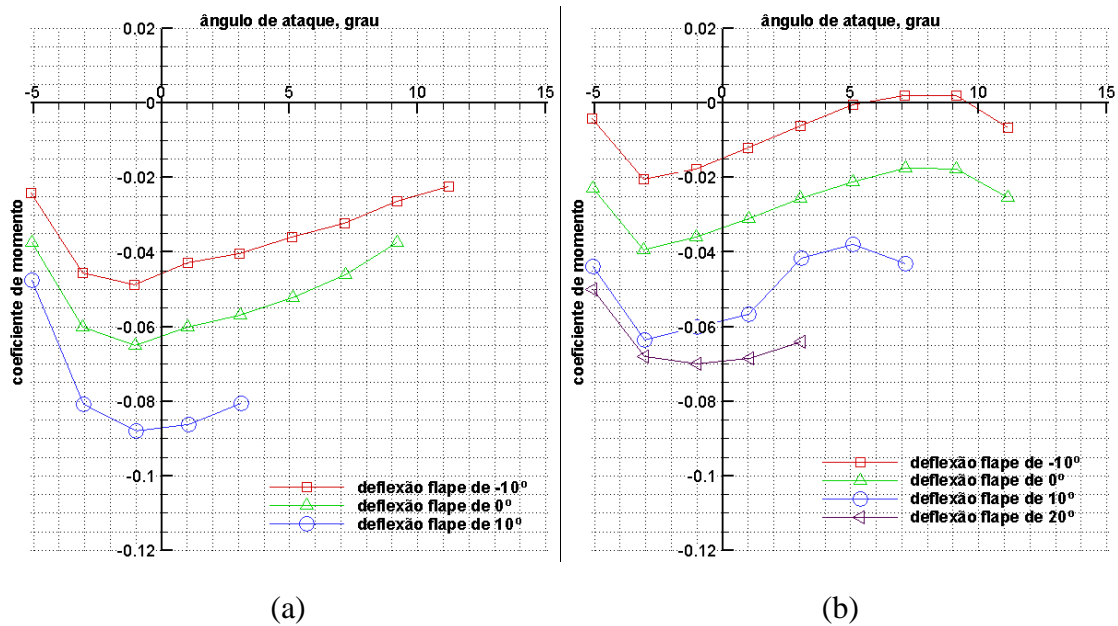 ângulo de ataque, grau
0.02
-5 0 5 10 15
0
-0.02
-0.04
-0.06
-0.08
-0.1
-0.12
coeficiente de momento
deflexão flape de -10º
deflexão flape de 0º
deflexão flape de 10º
(a)
ângulo de ataque, grau
0.02
-5 0 5 10 15
0
-0.02
-0.04
-0.06
-0.08
-0.1
-0.12
coeficiente de momento
deflexão flape de -10º
deflexão flape de 0º
deflexão flape de 10º
deflexão flape de 20º
(b)